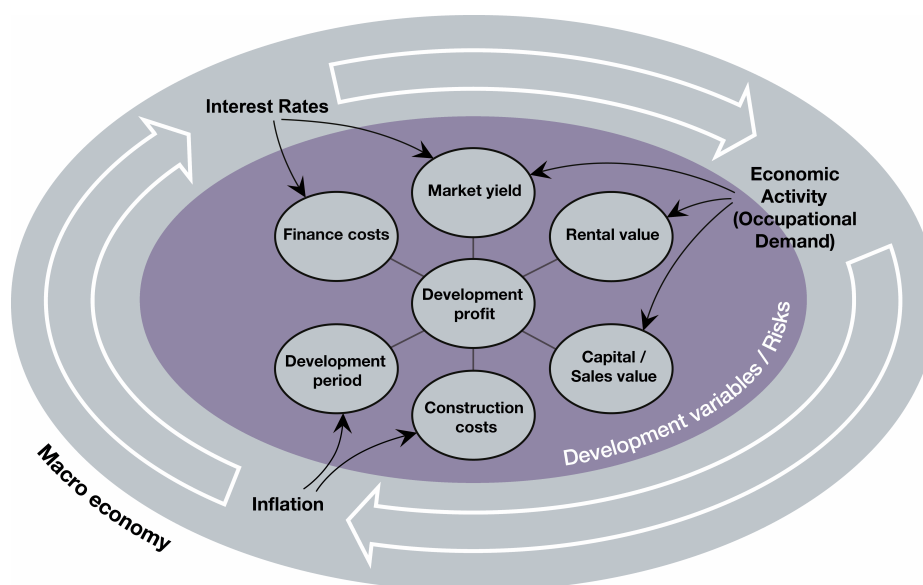 Interest Rates
Market yield
Economic
Activity
(Occupational
Demand)
Finance costs
Rental value
Development
profit
Development
period
Capital /
Sales value
Construction
costs
Development variables / Risks
Inflation
Macro economy